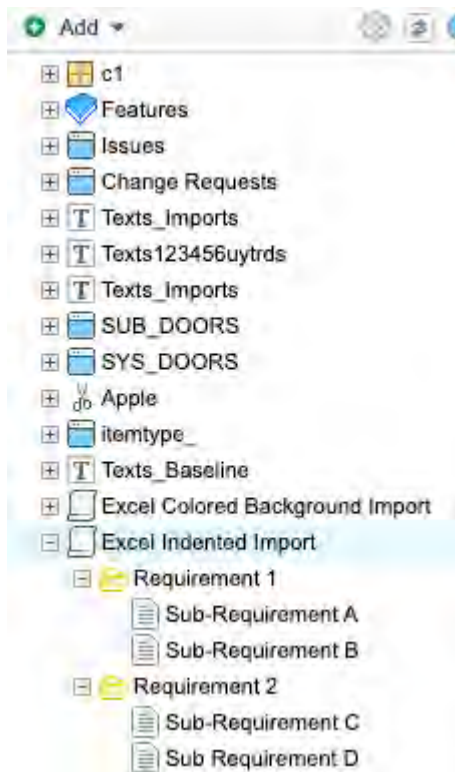 Add
c1
Features
Issues
Change Requests
Texts_Imports
Texts123456uytrds
Texts_Imports
SUB_DOORS
SYS_DOORS
Apple
itemtype_
Texts_Baseline
Excel Colored Background Import
Excel Indented Import
Requirement 1
Sub-Requirement A
Sub-Requirement B
Requirement 2
Sub-Requirement C
Sub Requirement D